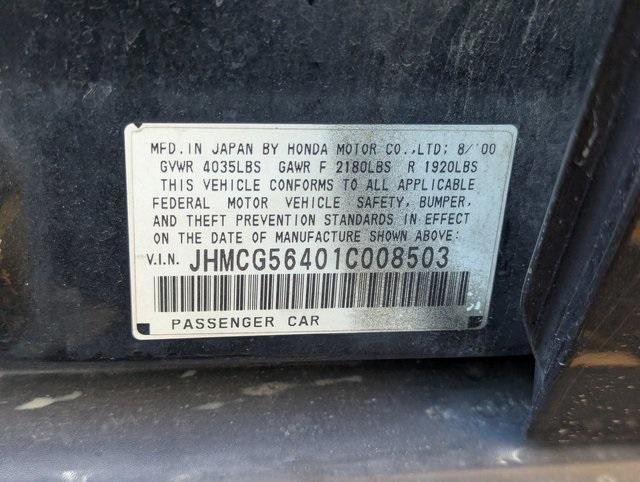 MFD. IN JAPAN BY HONDA MOTOR CO.,LTD; 8/'00
GVWR 4035LBS GAWR F 2180LBS R 1920LBS
THIS VEHICLE CONFORMS TO ALL APPLICABLE
FEDERAL MOTOR VEHICLE SAFETY, BUMPER,
AND THEFT PREVENTION STANDARDS IN EFFECT
ON THE DATE OF MANUFACTURE SHOWN ABOVE:
V.I.N. JHMCG56401C008503
PASSENGER CAR